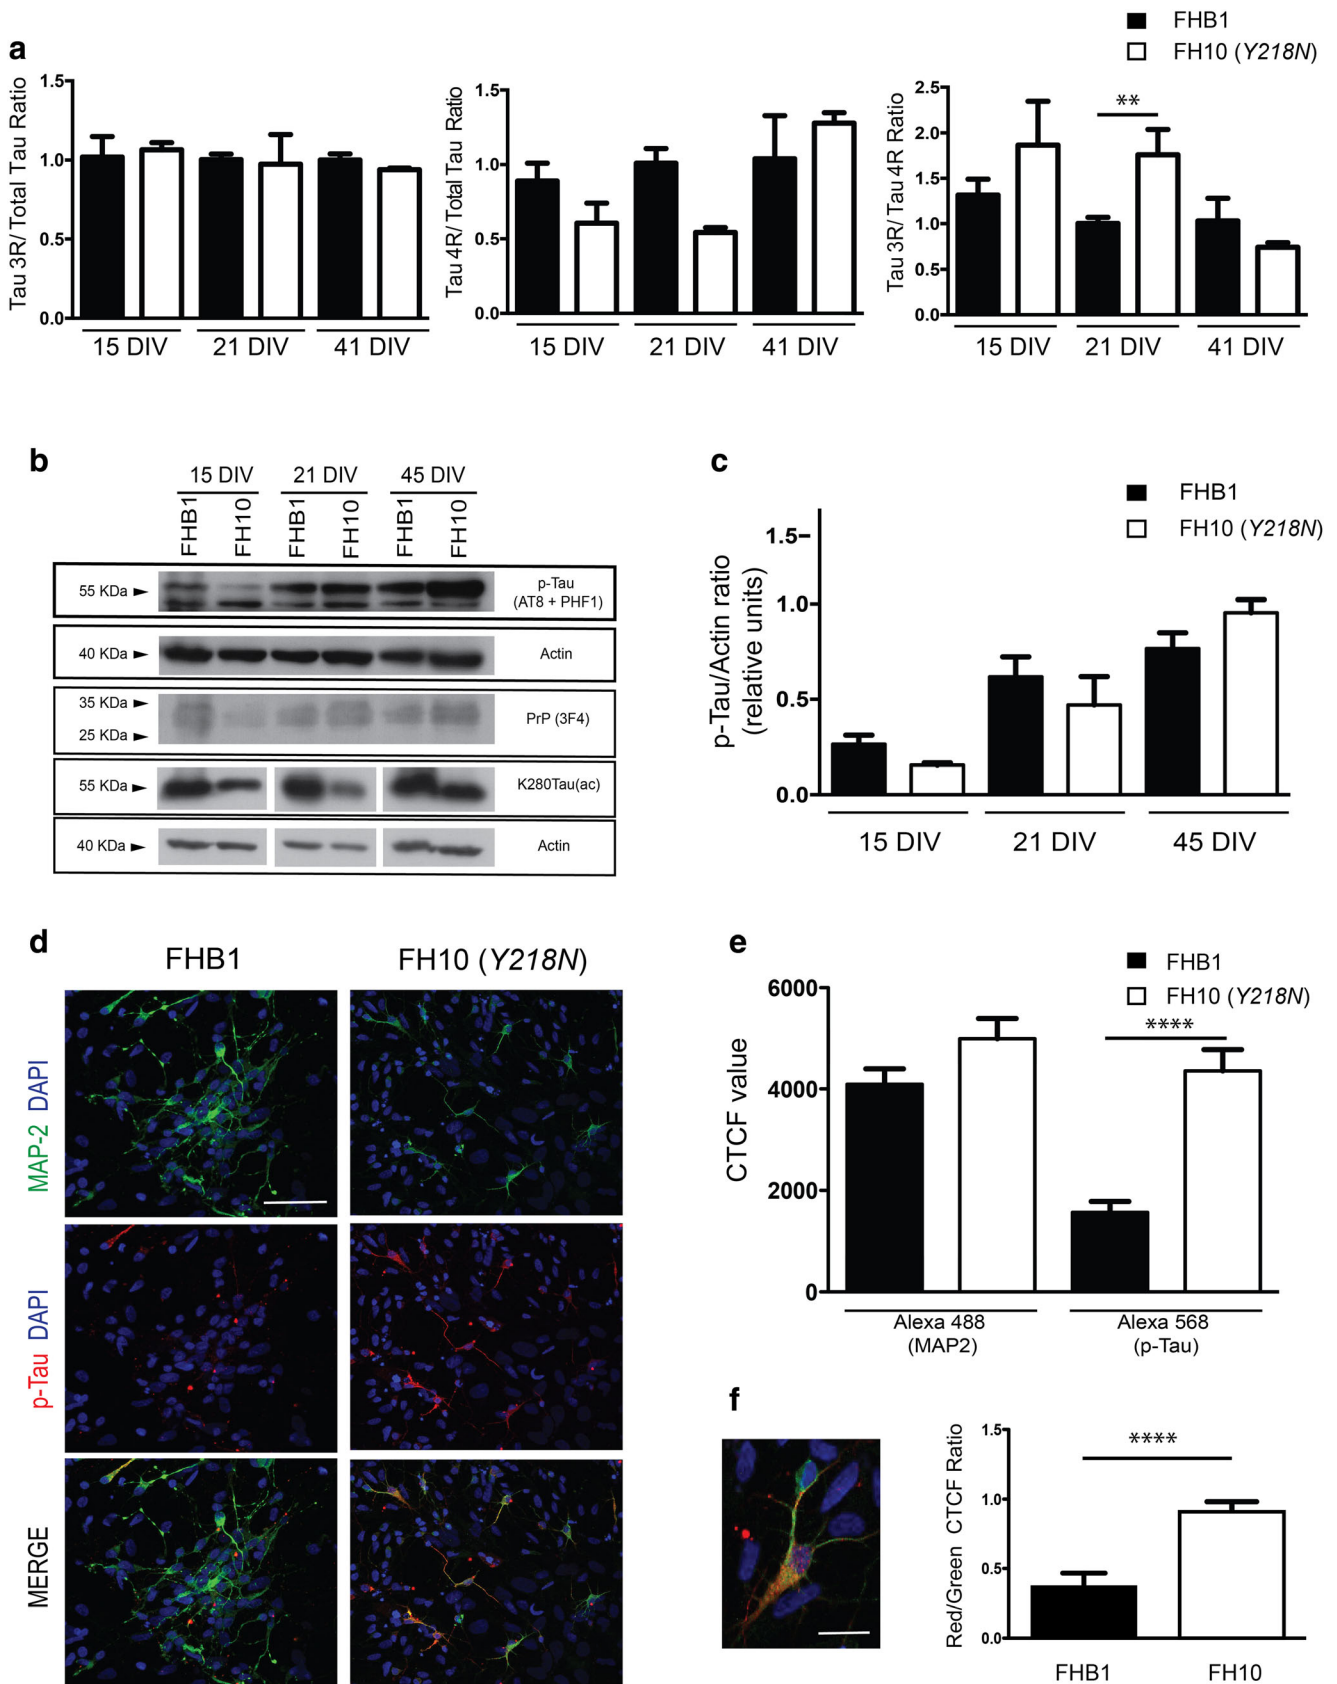 FHB1
FH10 (Y218N)
a
Tau 3R/ Total Tau Ratio
1.5
1.0
0.5
0.0
15 DIV 21 DIV 41 DIV
Tau 4R/ Total Tau Ratio
1.5
1.0
0.5
0.0
15 DIV 21 DIV 41 DIV
Tau 3R/ Tau 4R Ratio
2.5
2.0
1.5
1.0
0.5
0.0
**
15 DIV 21 DIV 41 DIV
b
15 DIV 21 DIV 45 DIV
FHB1 FH10 FHB1 FH10 FHB1 FH10
55 KDa ► p-Tau
(AT8 + PHF1)
40 KDa ► Actin
35 KDa ►
PrP (3F4)
25 KDa ►
55 KDa ► K280Tau(ac)
40 KDa ► Actin
c
FHB1
FH10 (Y218N)
p-Tau/Actin ratio
(relative units)
1.5
1.0
0.5
0.0
15 DIV 21 DIV 45 DIV
d
FHB1 FH10 (Y218N)
MAP-2 DAPI
p-Tau DAPI
MERGE
e
FHB1
FH10 (Y218N)
CTCF value
6000
4000
2000
0
****
Alexa 488
(MAP2)
Alexa 568
(p-Tau)
f
Red/Green CTCF Ratio
1.5
1.0
0.5
0.0
****
FHB1 FH10